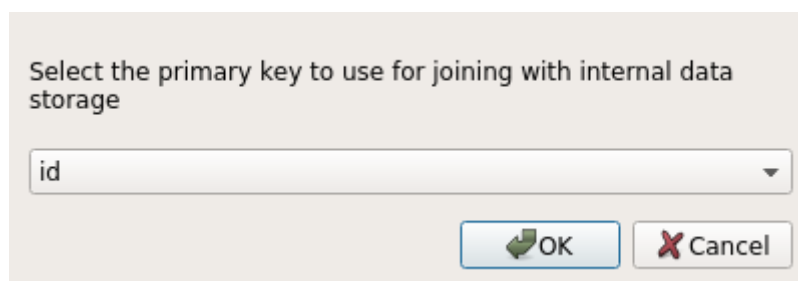 Select the primary key to use for joining with internal data
storage
id
OK
Cancel